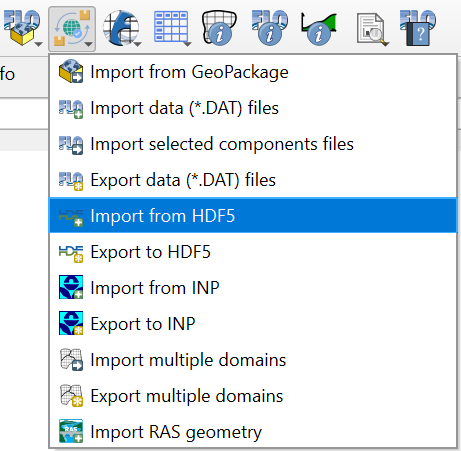 fo
Import from GeoPackage
Import data (*.DAT) files
Import selected components files
Export data (*.DAT) files
Import from HDF5
Export to HDF5
Import from INP
Export to INP
Import multiple domains
Export multiple domains
Import RAS geometry